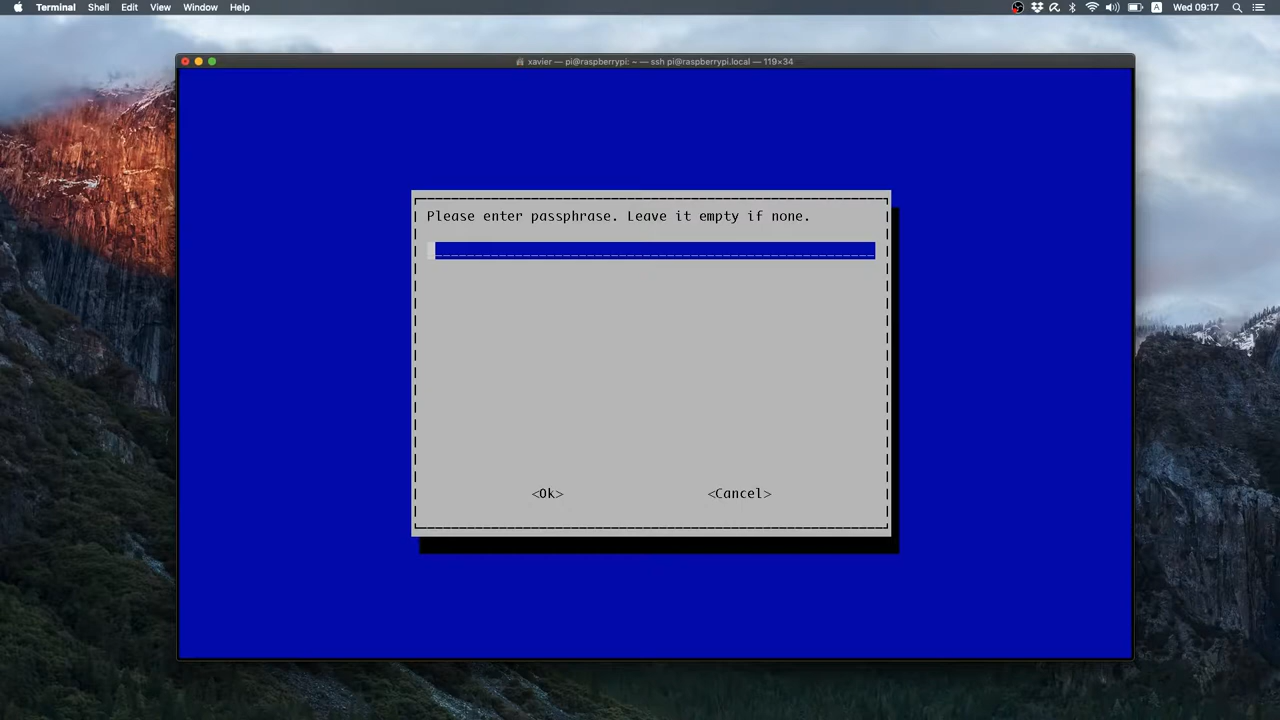 Terminal Shell Edit View Window Help
A Wed 09:17
xavier — pi@raspberrypi: ~ — ssh pi@raspberrypi.local — 119×34
Please enter passphrase. Leave it empty if none.
<Ok> <Cancel>